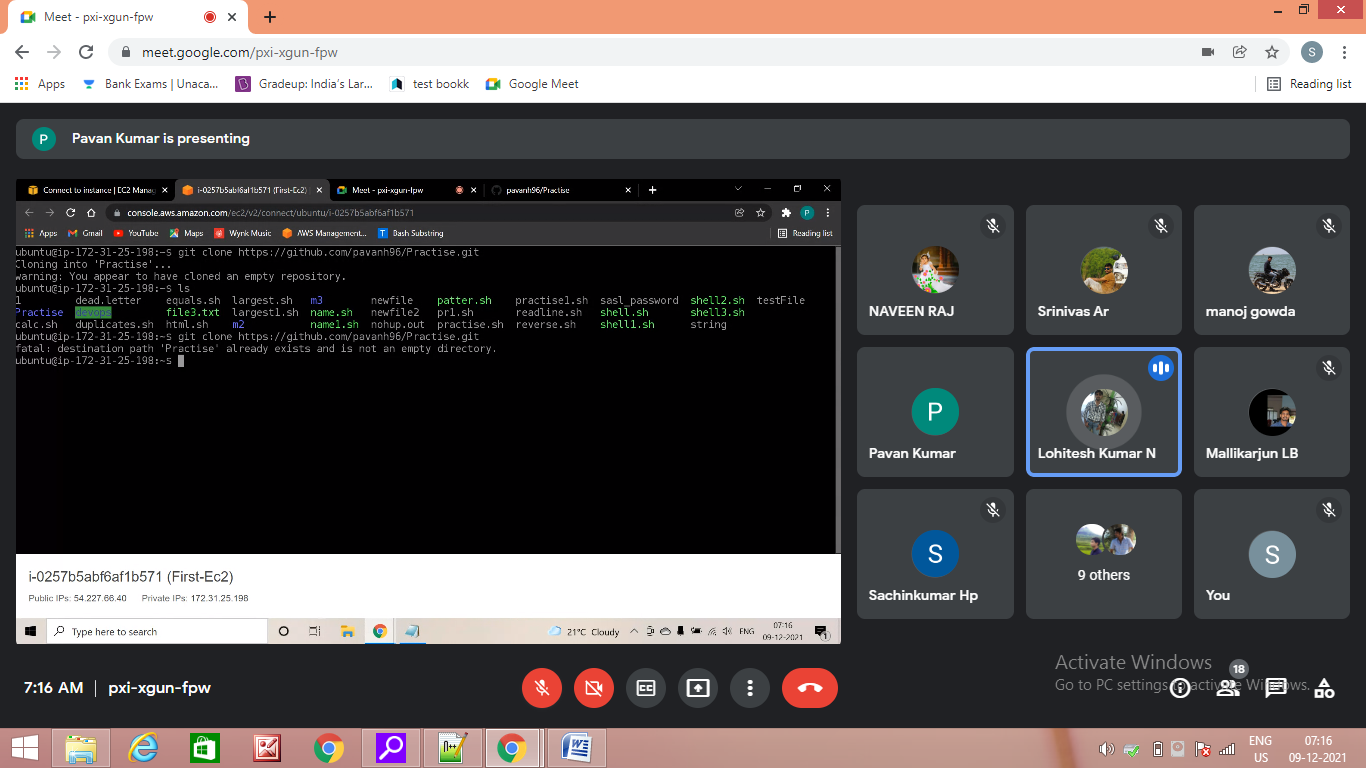 Meet - pxi-xgun-fpw
meet.google.com/pxi-xgun-fpw
S
Apps
Bank Exams | Unaca...
Gradeup: India's Lar...
test bookk
Google Meet
Reading list
P
Pavan Kumar is presenting
Connect to instance | EC2 Manag
i-0257b5abf6af1b571 (First-Ec2)
Meet - pxi-xgun-fpw
pavanh96/Practise
console.aws.amazon.com/ec2/v2/connect/ubuntu/i-0257b5abf6af1b571
P
Apps
Gmail
YouTube
Maps
Wynk Music
AWS Management...
Bash Substring
Reading list
ubuntu@ip-172-31-25-198:~$ git clone https://github.com/pavanh96/Practise.git
Cloning into 'Practise'...
warning: You appear to have cloned an empty repository.
ubuntu@ip-172-31-25-198:~$ ls
1 dead.letter equals.sh largest.sh m3 newfile patter.sh practise1.sh sasl_password shell2.sh testFile
Practise devops file3.txt largest1.sh name.sh newfile2 pr1.sh readline.sh shell.sh shell3.sh
calc.sh duplicates.sh html.sh m2 name1.sh nohup.out practise.sh reverse.sh shell1.sh string
ubuntu@ip-172-31-25-198:~$ git clone https://github.com/pavanh96/Practise.git
fatal: destination path 'Practise' already exists and is not an empty directory.
ubuntu@ip-172-31-25-198:~$
i-0257b5abf6af1b571 (First-Ec2)
Public IPs: 54.227.66.40 Private IPs: 172.31.25.198
Type here to search
21°C Cloudy
ENG
07:16
09-12-2021
1
NAVEEN RAJ
Srinivas Ar
manoj gowda
P
Pavan Kumar
Lohitesh Kumar N
Mallikarjun LB
S
Sachinkumar Hp
9 others
S
You
7:16 AM | pxi-xgun-fpw
Activate Windows
Go to PC settings to activate Windows.
18
ENG
US
07:16
09-12-2021